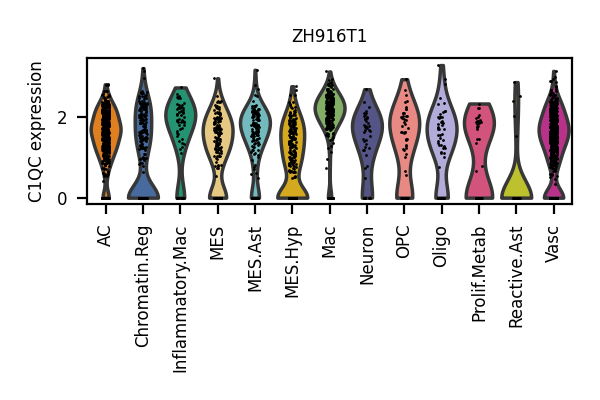 ZH916T1
C1QC expression
2
0
AC
Chromatin.Reg
Inflammatory.Mac
MES
MES.Ast
MES.Hyp
Mac
Neuron
OPC
Oligo
Prolif.Metab
Reactive.Ast
Vasc